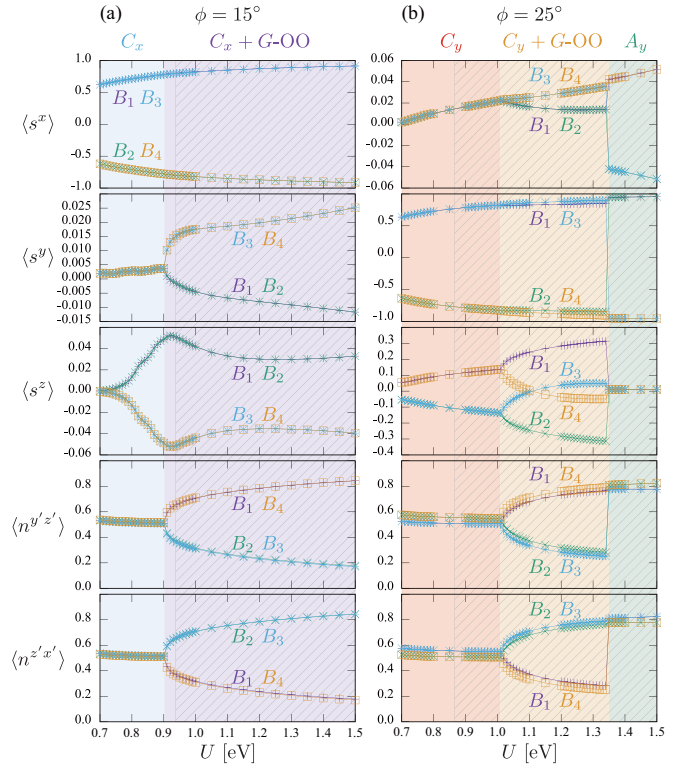 (a) ϕ = 15° (b) ϕ = 25°
C_x C_x + G-OO C_y C_y + G-OO A_y
⟨s^x⟩
1.0
0.5
0.0
-0.5
-1.0
B_1 B_3
B_2 B_4
0.06
0.04
0.02
0.00
-0.02
-0.04
-0.06
B_3 B_4
B_1 B_2
⟨s^y⟩
0.025
0.020
0.015
0.010
0.005
0.000
-0.005
-0.010
-0.015
B_3 B_4
B_1 B_2
0.5
0.0
-0.5
-1.0
B_1 B_3
B_2 B_4
⟨s^z⟩
0.04
0.02
0.00
-0.02
-0.04
-0.06
B_1 B_2
B_3 B_4
0.3
0.2
0.1
0.0
-0.1
-0.2
-0.3
-0.4
B_1
B_3
B_4
B_2
⟨n^{y′z′}⟩
0.8
0.6
0.4
0.2
0.0
B_1 B_4
B_2 B_3
0.8
0.6
0.4
0.2
0.0
B_1 B_4
B_2 B_3
⟨n^{z′x′}⟩
0.8
0.6
0.4
0.2
0.0
B_2 B_3
B_1 B_4
0.8
0.6
0.4
0.2
0.0
B_2 B_3
B_1 B_4
0.7 0.8 0.9 1.0 1.1 1.2 1.3 1.4 1.5
0.7 0.8 0.9 1.0 1.1 1.2 1.3 1.4 1.5
U [eV] U [eV]